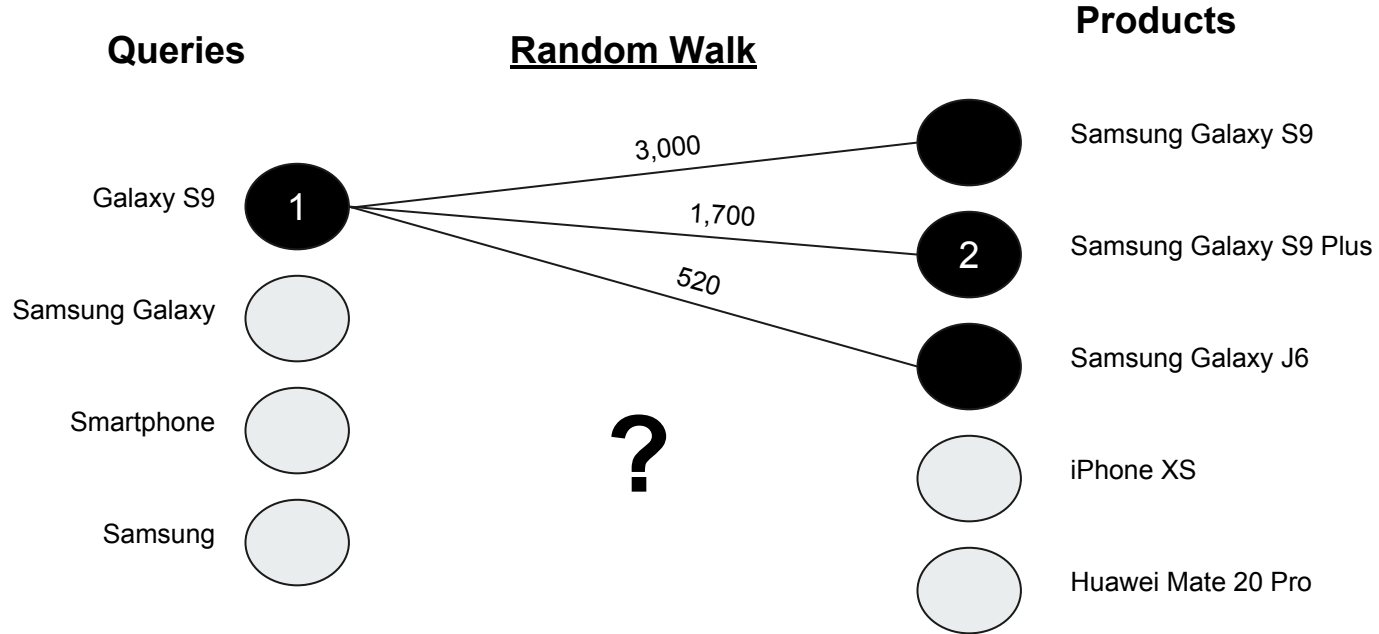 Queries
Random Walk
Products
Galaxy S9
1
3,000
Samsung Galaxy S9
1,700
2
Samsung Galaxy S9 Plus
Samsung Galaxy
520
Samsung Galaxy J6
Smartphone
?
iPhone XS
Samsung
Huawei Mate 20 Pro